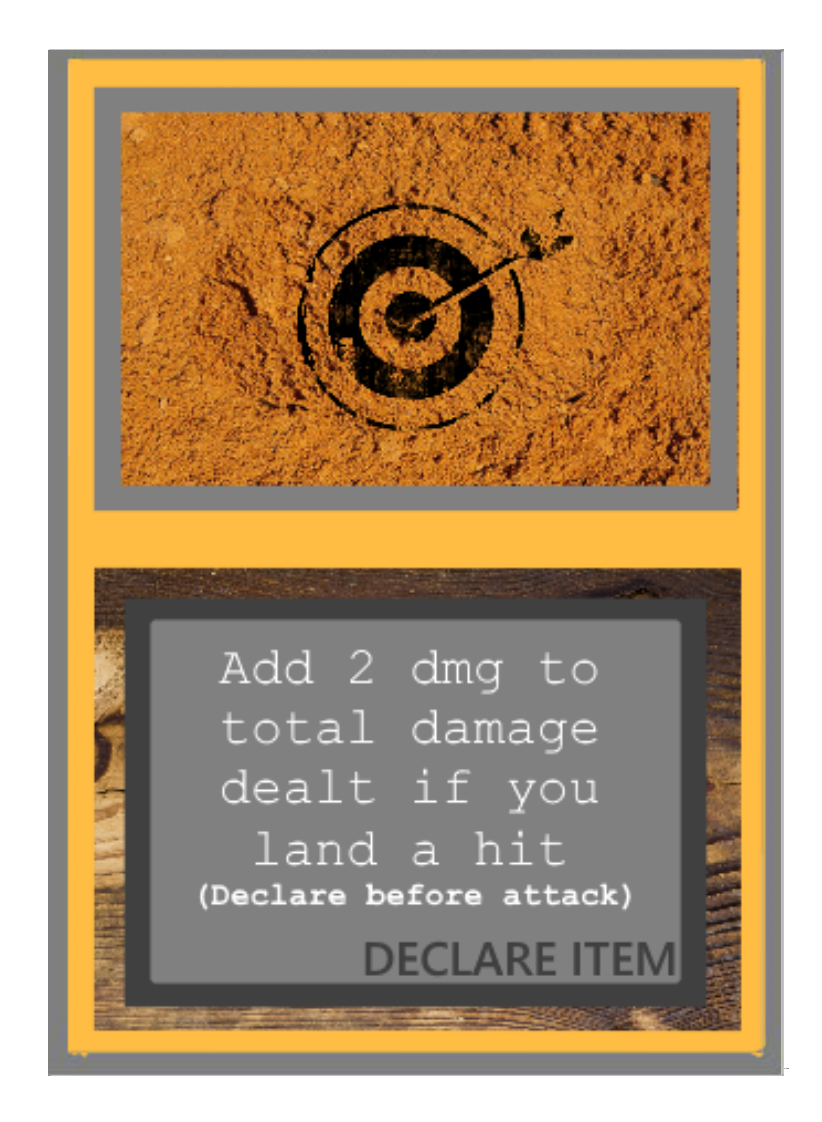 Add 2 dmg to
total damage
dealt if you
land a hit
(Declare before attack)
DECLARE ITEM